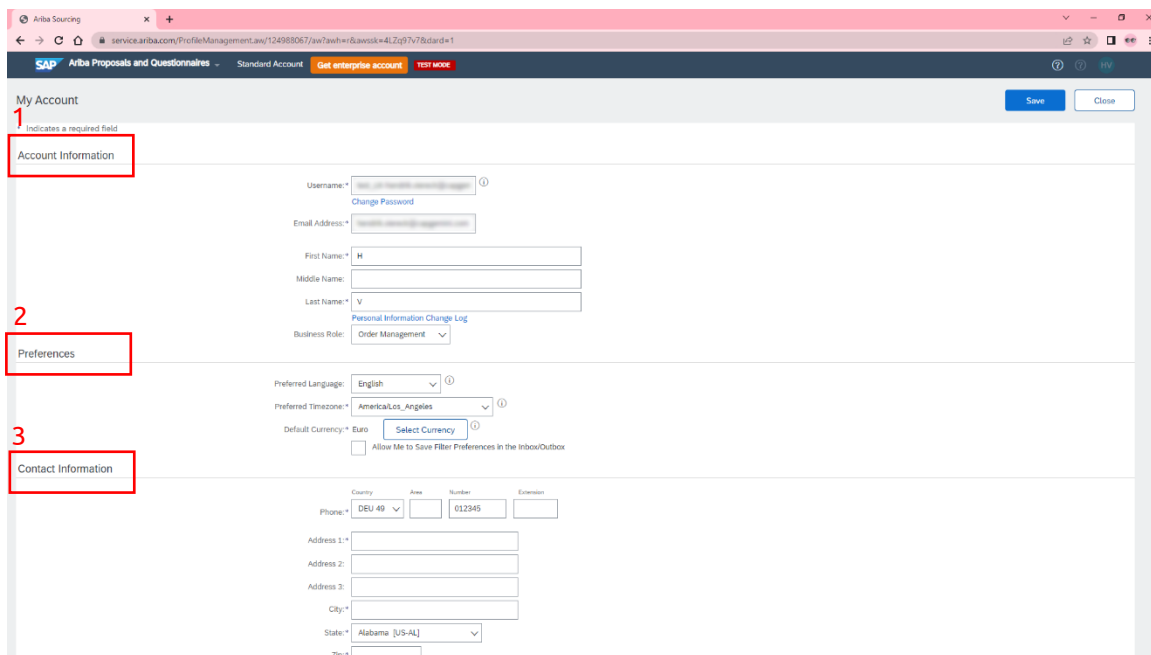 Ariba Sourcing
service.ariba.com/ProfileManagement.aw/124988067/aw?awh=r&awssk=4LZq97v7&dard=1
SAP Ariba Proposals and Questionnaires Standard Account Get enterprise account TEST MODE
HV
My Account Save Close
1
* Indicates a required field
Account Information
Username:*
Change Password
Email Address:*
First Name:* H
Middle Name:
Last Name:* V
Personal Information Change Log
Business Role: Order Management
2
Preferences
Preferred Language: English
Preferred Timezone:* America/Los_Angeles
Default Currency:* Euro Select Currency
Allow Me to Save Filter Preferences in the Inbox/Outbox
3
Contact Information
Country Area Number Extension
Phone:* DEU 49 012345
Address 1:*
Address 2:
Address 3:
City:*
State:* Alabama [US-AL]
Zip:*